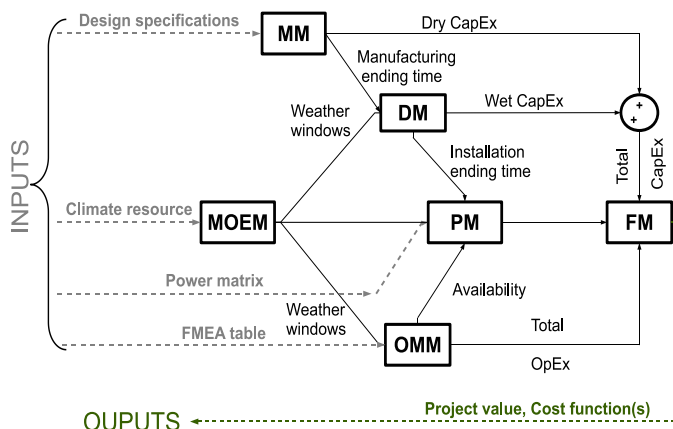 Design specifications
MM
Dry CapEx
Manufacturing
ending time
Weather
windows
DM
Wet CapEx
+
+
Installation
ending time
Total
CapEx
INPUTS
Climate resource
MOEM
PM
FM
Power matrix
Weather
windows
Availability
FMEA table
OMM
Total
OpEx
Project value, Cost function(s)
OUPUTS